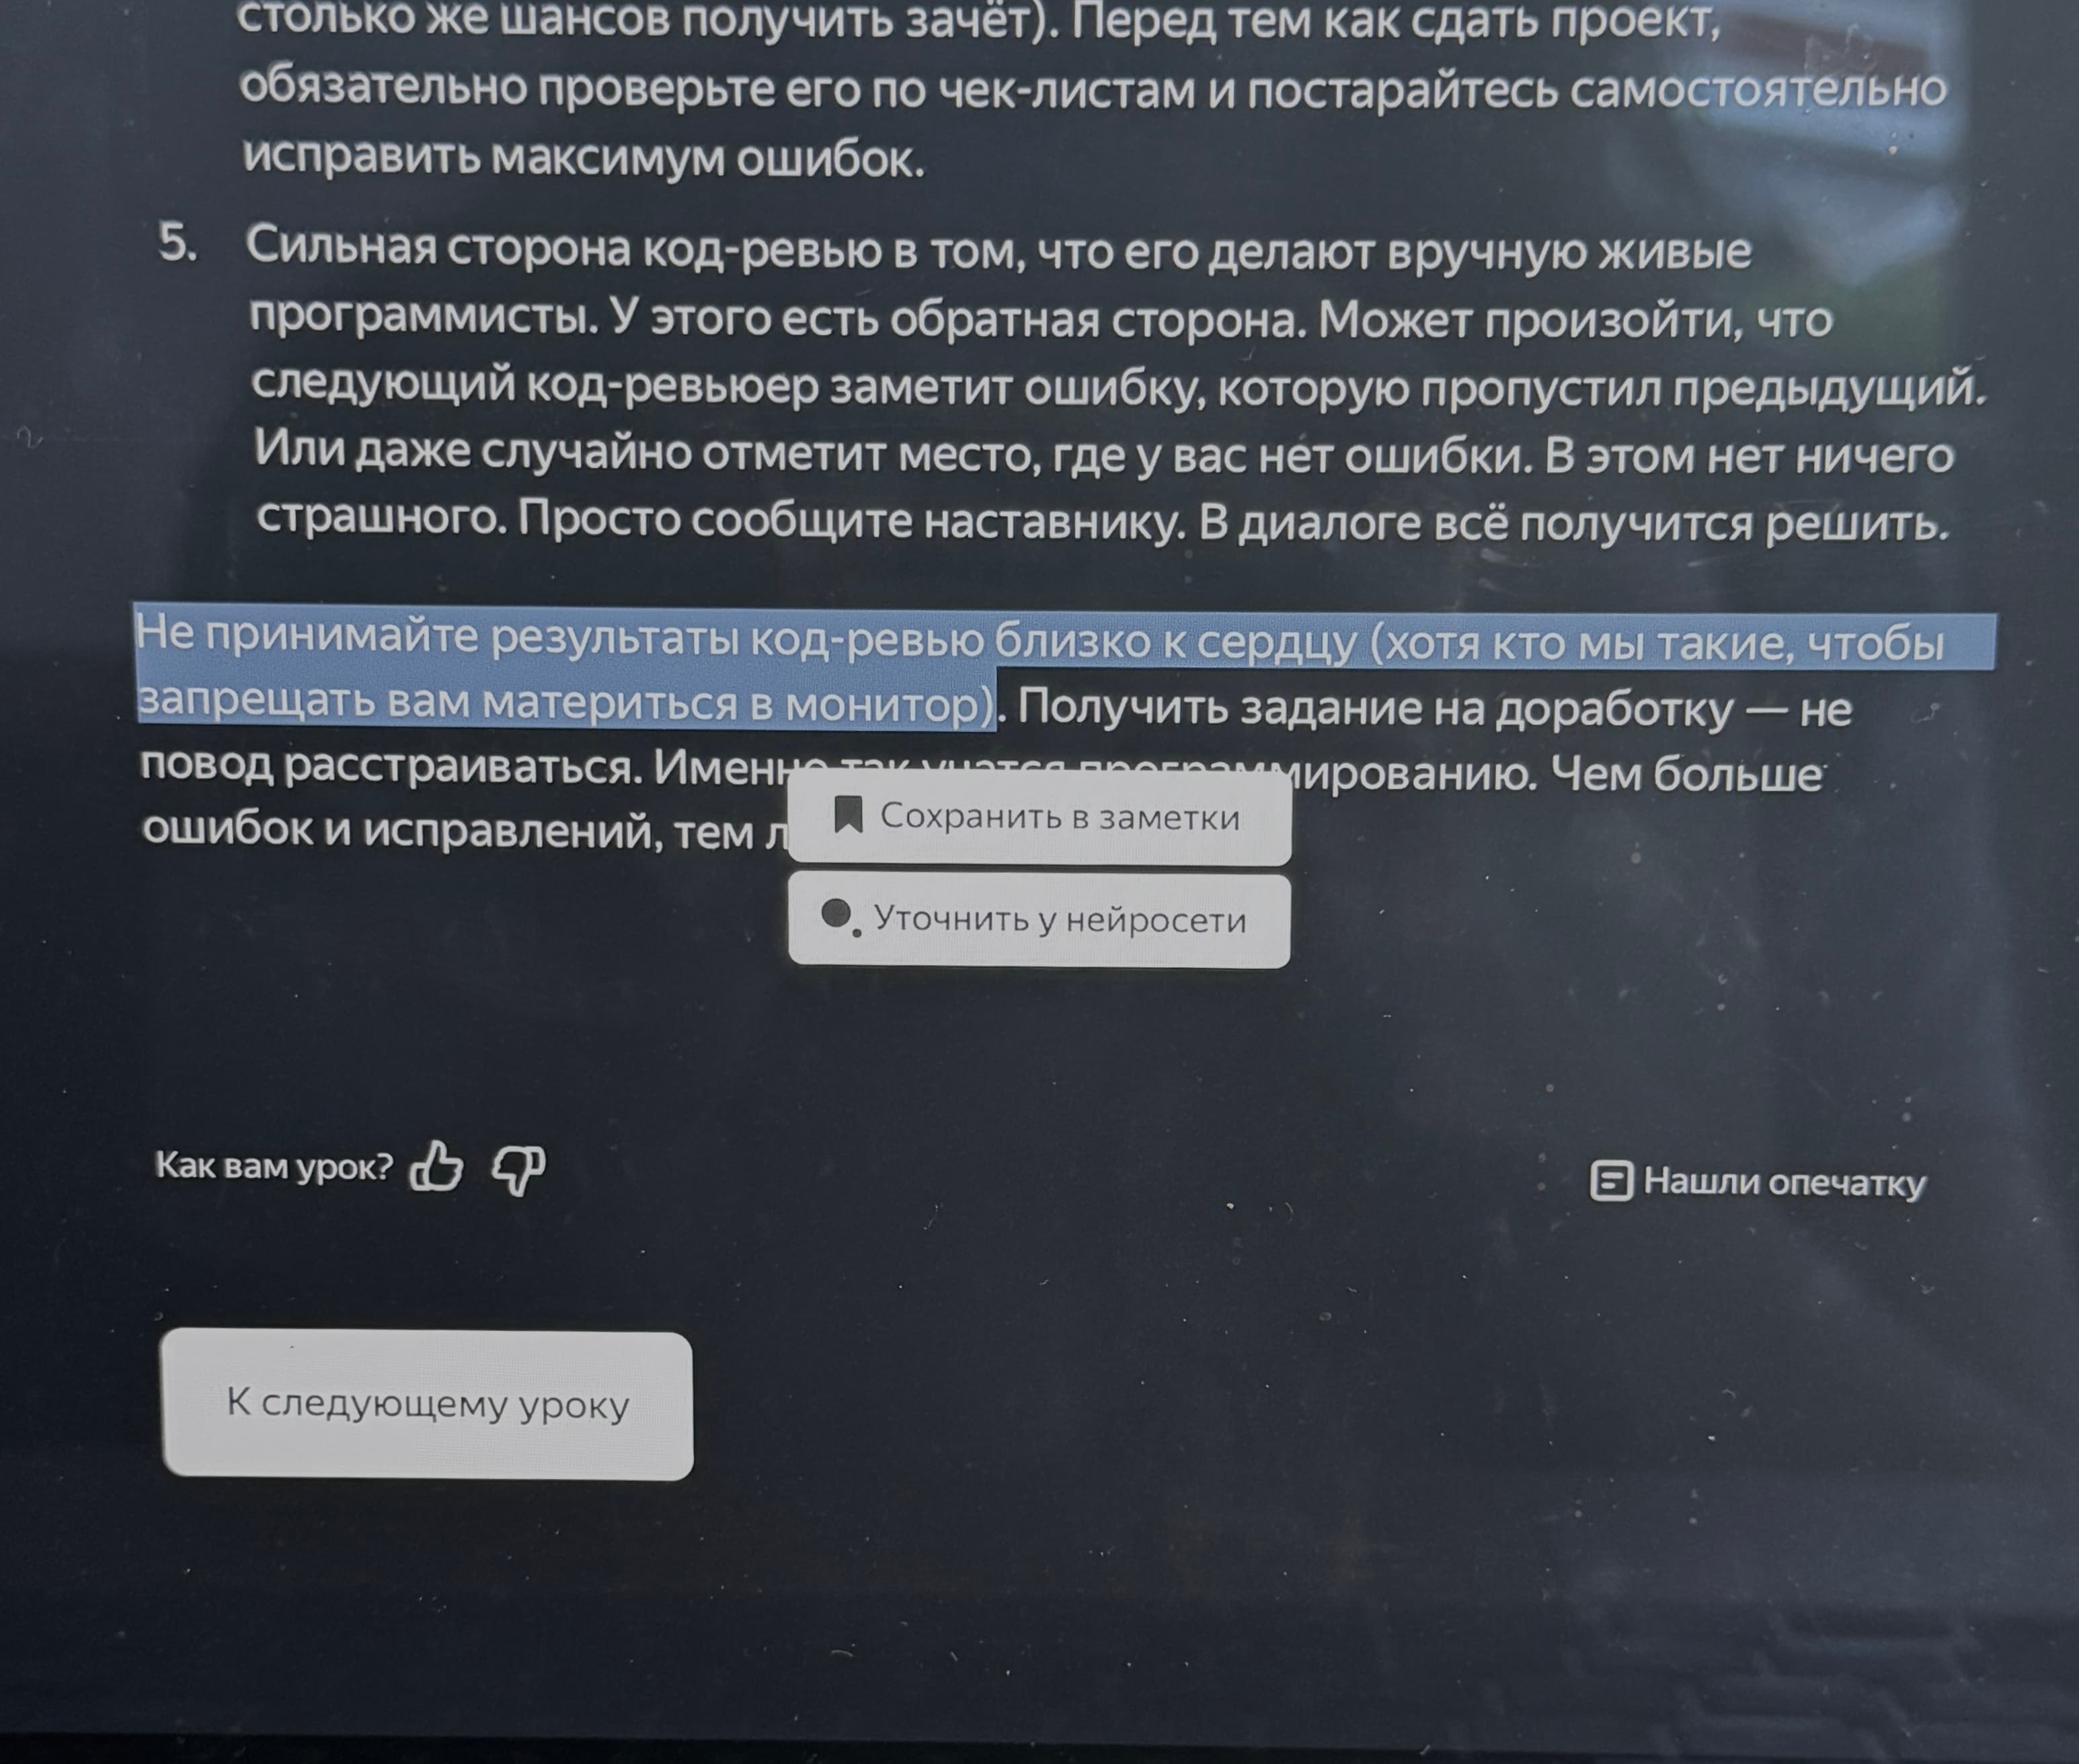 столько же шансов получить зачёт). Перед тем как сдать проект,
обязательно проверьте его по чек-листам и постарайтесь самостоятельно
исправить максимум ошибок.
5. Сильная сторона код-ревью в том, что его делают вручную живые
программисты. У этого есть обратная сторона. Может произойти, что
следующий код-ревьюер заметит ошибку, которую пропустил предыдущий.
Или даже случайно отметит место, где у вас нет ошибки. В этом нет ничего
страшного. Просто сообщите наставнику. В диалоге всё получится решить.
Не принимайте результаты код-ревью близко к сердцу (хотя кто мы такие, чтобы
запрещать вам материться в монитор). Получить задание на доработку — не
повод расстраиваться. Именно так учатся программированию. Чем больше
ошибок и исправлений, тем
Сохранить в заметки
Уточнить у нейросети
Как вам урок?
Нашли опечатку
К следующему уроку